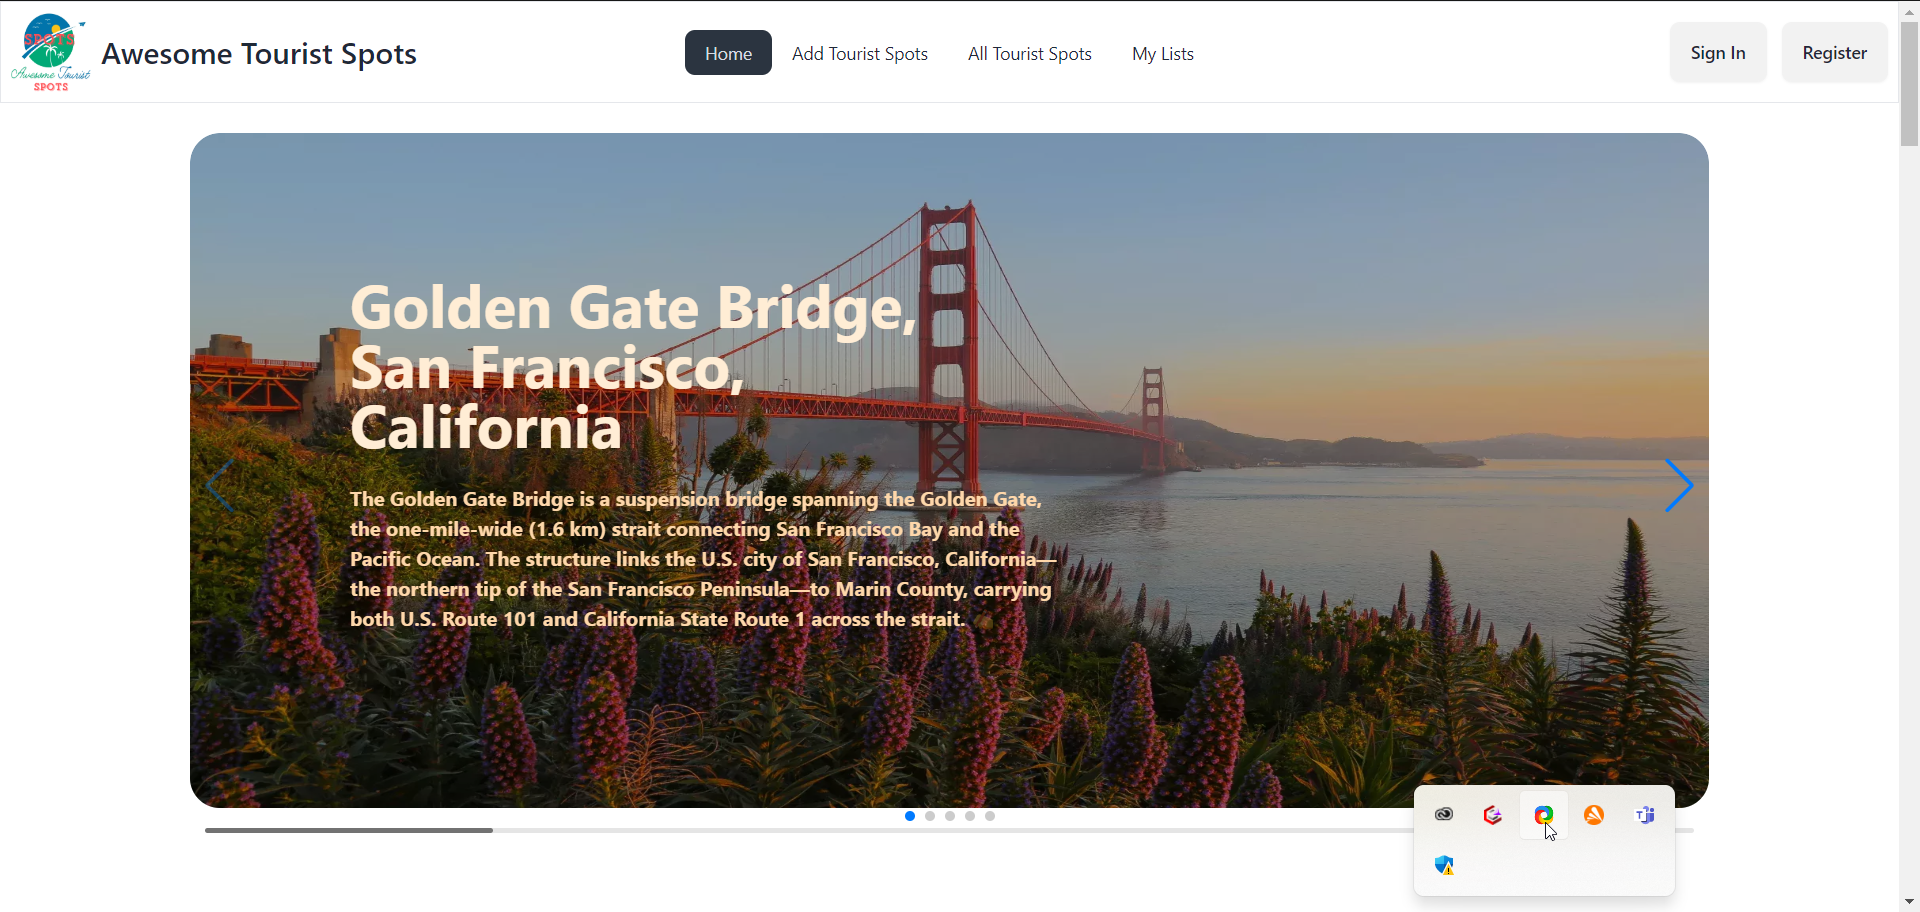 SPOTS
Awesome Tourist
SPOTS
Awesome Tourist Spots
Home
Add Tourist Spots
All Tourist Spots
My Lists
Sign In
Register
Golden Gate Bridge,
San Francisco,
California
The Golden Gate Bridge is a suspension bridge spanning the Golden Gate,
the one-mile-wide (1.6 km) strait connecting San Francisco Bay and the
Pacific Ocean. The structure links the U.S. city of San Francisco, California—
the northern tip of the San Francisco Peninsula—to Marin County, carrying
both U.S. Route 101 and California State Route 1 across the strait.